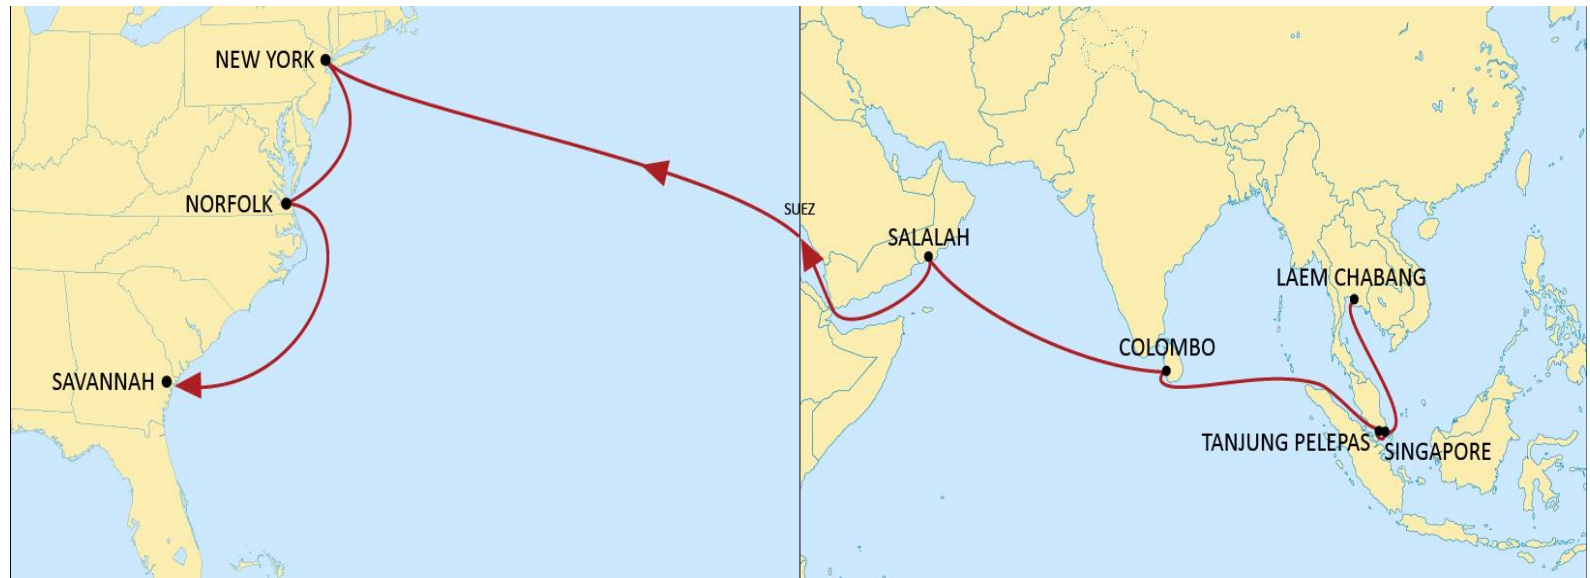 NEW YORK
NORFOLK
SUEZ
SALALAH
LAEM CHABANG
COLOMBO
SAVANNAH
TANJUNG PELEPAS
SINGAPORE